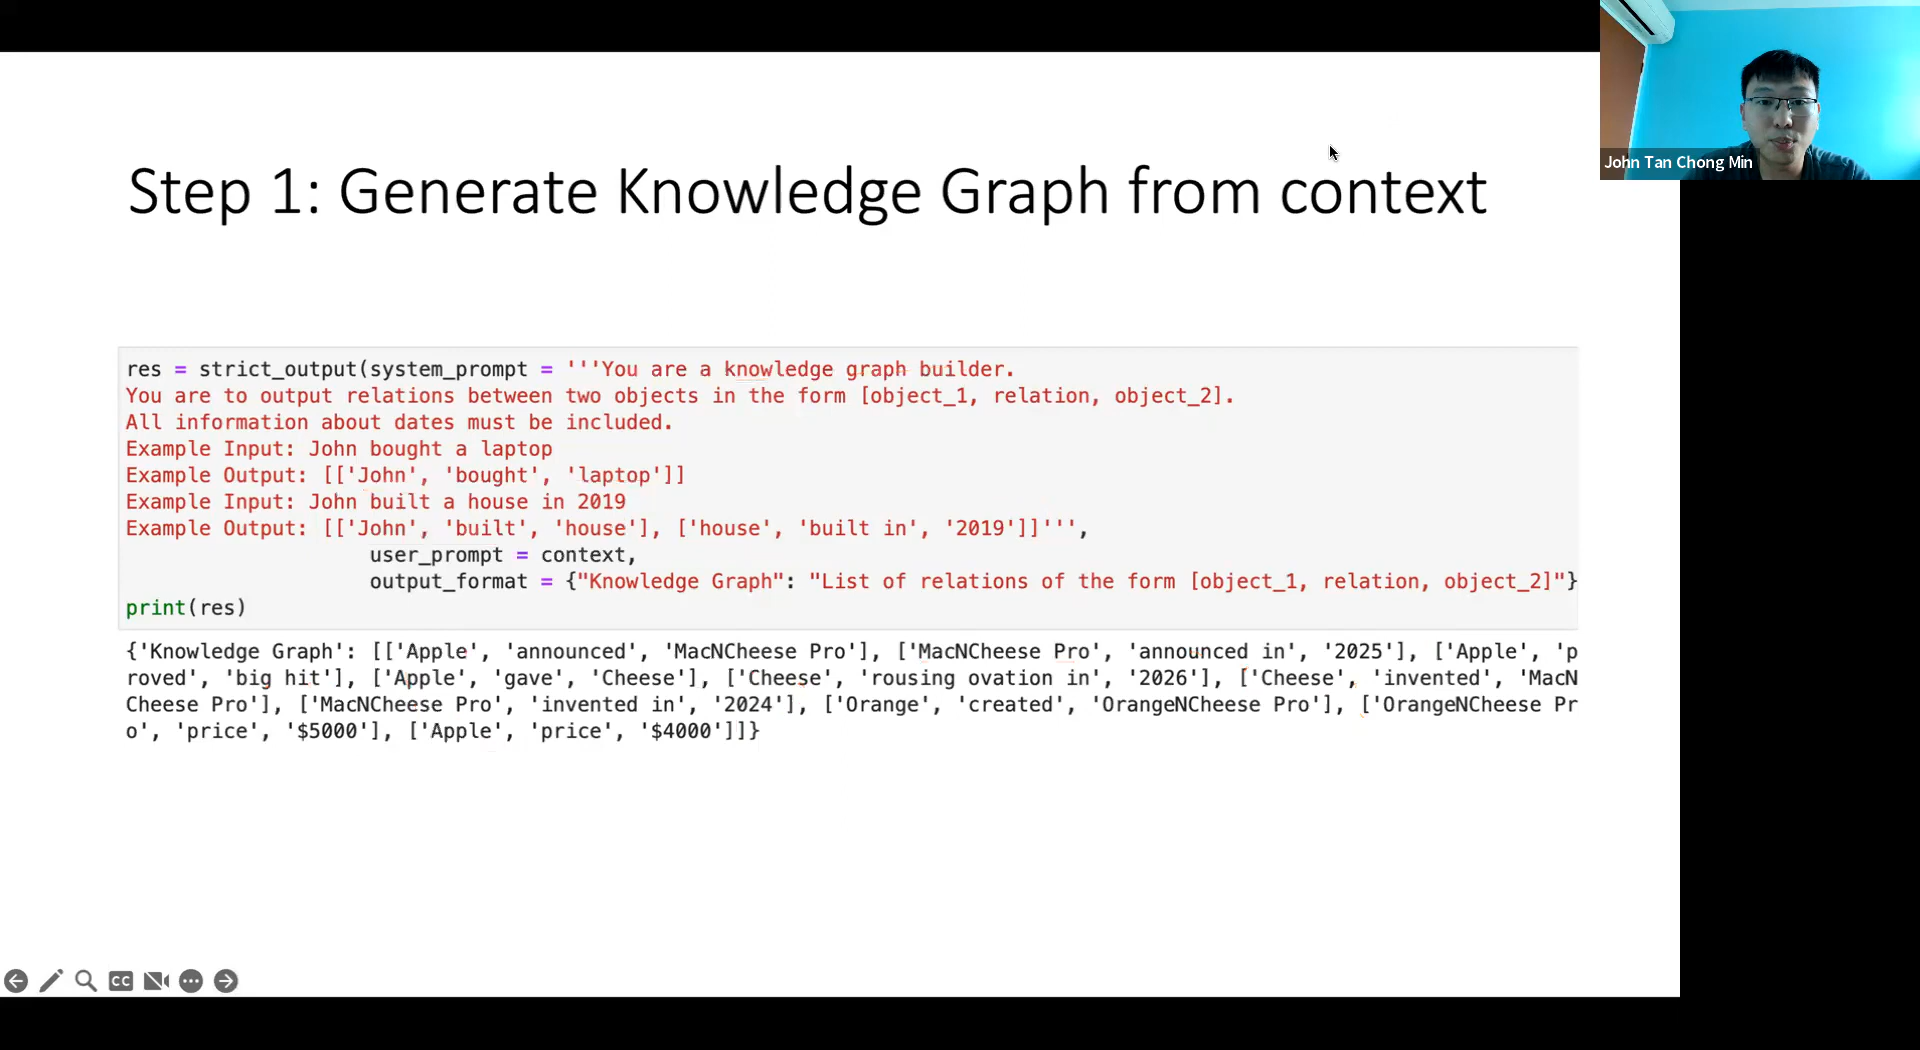 Step 1: Generate Knowledge Graph from context
John Tan Chong Min
res = strict_output(system_prompt = '''You are a knowledge graph builder.
You are to output relations between two objects in the form [object_1, relation, object_2].
All information about dates must be included.
Example Input: John bought a laptop
Example Output: [['John', 'bought', 'laptop']]
Example Input: John built a house in 2019
Example Output: [['John', 'built', 'house'], ['house', 'built in', '2019']]''',
user_prompt = context,
output_format = {"Knowledge Graph": "List of relations of the form [object_1, relation, object_2]"}
print(res)
{'Knowledge Graph': [['Apple', 'announced', 'MacNCheese Pro'], ['MacNCheese Pro', 'announced in', '2025'], ['Apple', 'p
roved', 'big hit'], ['Apple', 'gave', 'Cheese'], ['Cheese', 'rousing ovation in', '2026'], ['Cheese', 'invented', 'MacN
Cheese Pro'], ['MacNCheese Pro', 'invented in', '2024'], ['Orange', 'created', 'OrangeNCheese Pro'], ['OrangeNCheese Pr
o', 'price', '$5000'], ['Apple', 'price', '$4000']]}
CC